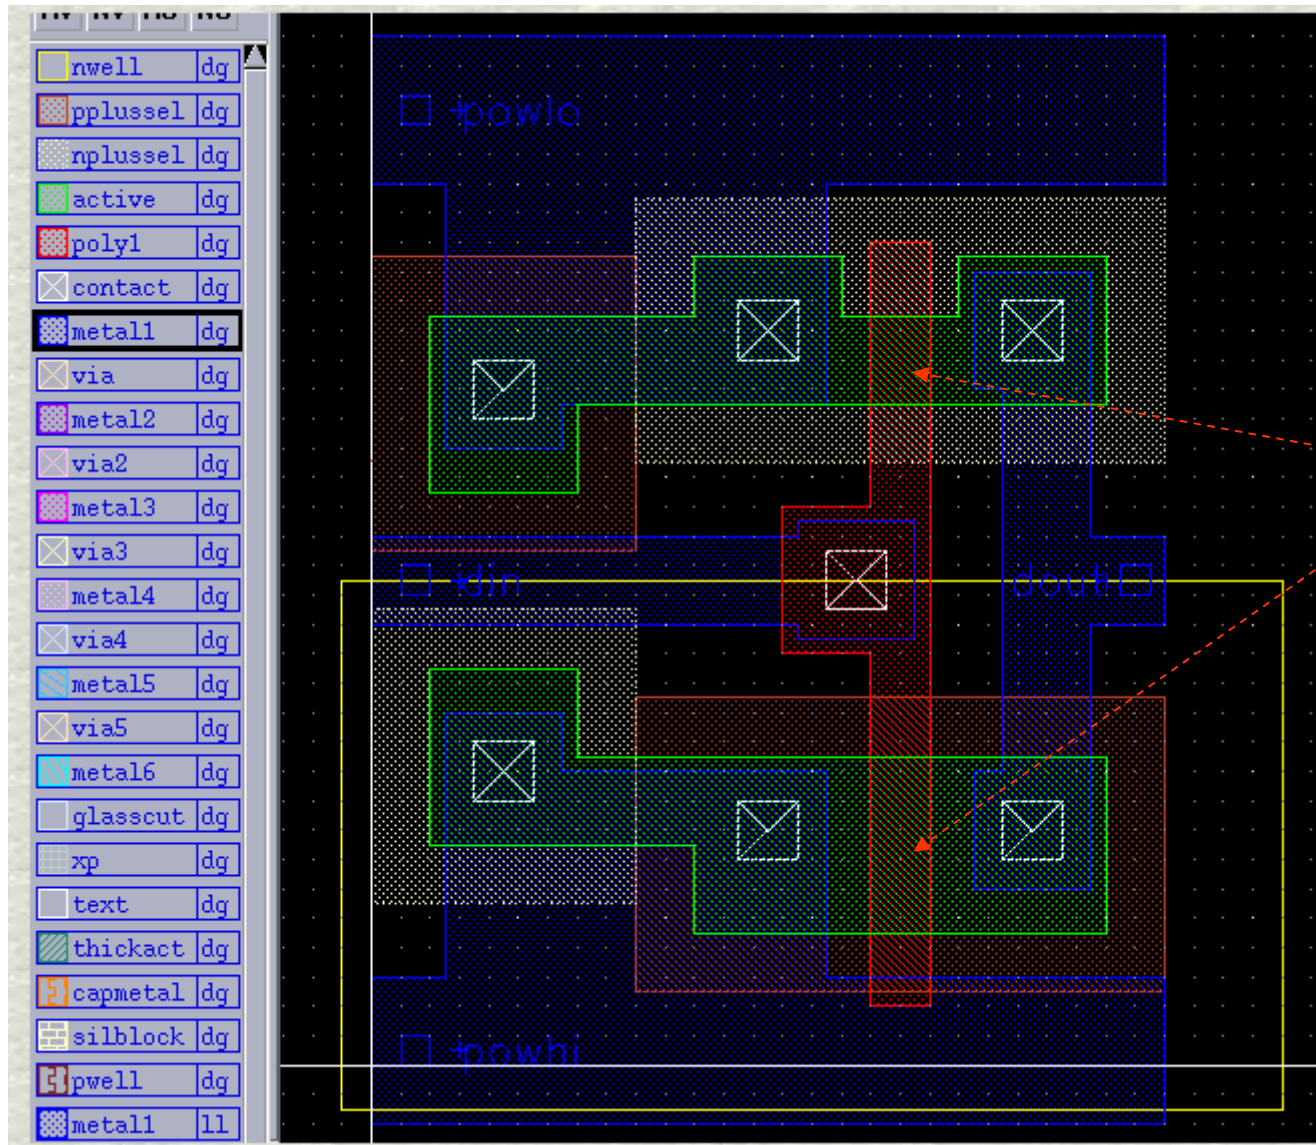 nwell dg
pplussel dg
nplussel dg
active dg
poly1 dg
contact dg
metal1 dg
via dg
metal2 dg
via2 dg
metal3 dg
via3 dg
metal4 dg
via4 dg
metal5 dg
via5 dg
metal6 dg
glasscut dg
xp dg
text dg
thickact dg
capmetal dg
silblock dg
pwell dg
metal1 ll
powlo
din
dout
powhi